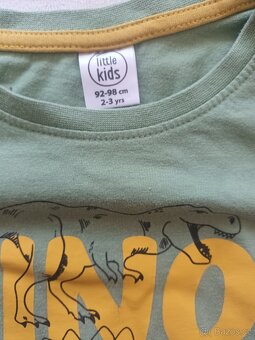 little
kids
92-98 cm
2-3 yrs
INO